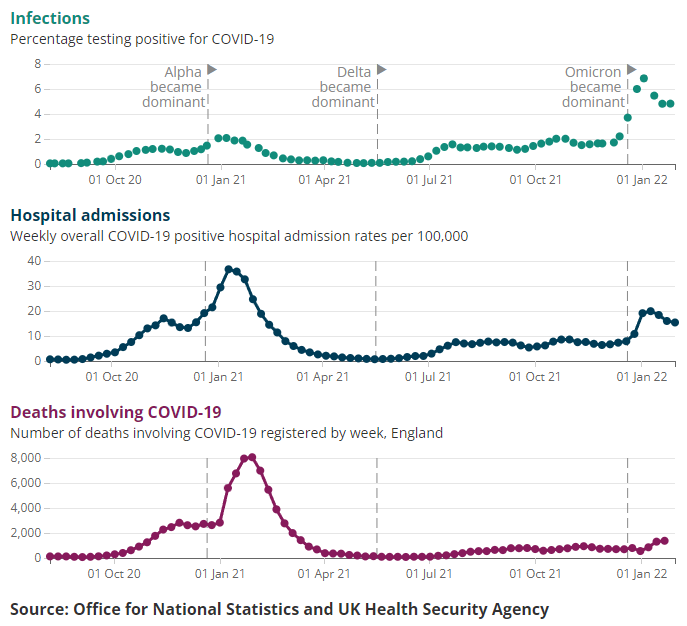 Infections
Percentage testing positive for COVID-19
8
6
4
2
0
Alpha
became
dominant
Delta
became
dominant
Omicron
became
dominant
01 Oct 20 01 Jan 21 01 Apr 21 01 Jul 21 01 Oct 21 01 Jan 22
Hospital admissions
Weekly overall COVID-19 positive hospital admission rates per 100,000
40
30
20
10
0
01 Oct 20 01 Jan 21 01 Apr 21 01 Jul 21 01 Oct 21 01 Jan 22
Deaths involving COVID-19
Number of deaths involving COVID-19 registered by week, England
8,000
6,000
4,000
2,000
0
01 Oct 20 01 Jan 21 01 Apr 21 01 Jul 21 01 Oct 21 01 Jan 22
Source: Office for National Statistics and UK Health Security Agency